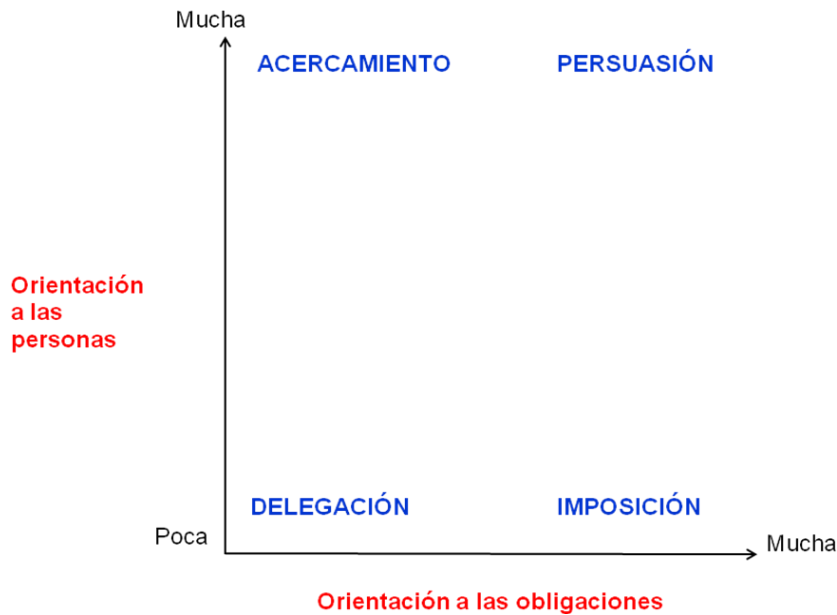 Mucha
ACERCAMIENTO
PERSUASIÓN
Orientación
a las
personas
DELEGACIÓN
IMPOSICIÓN
Poca
Mucha
Orientación a las obligaciones